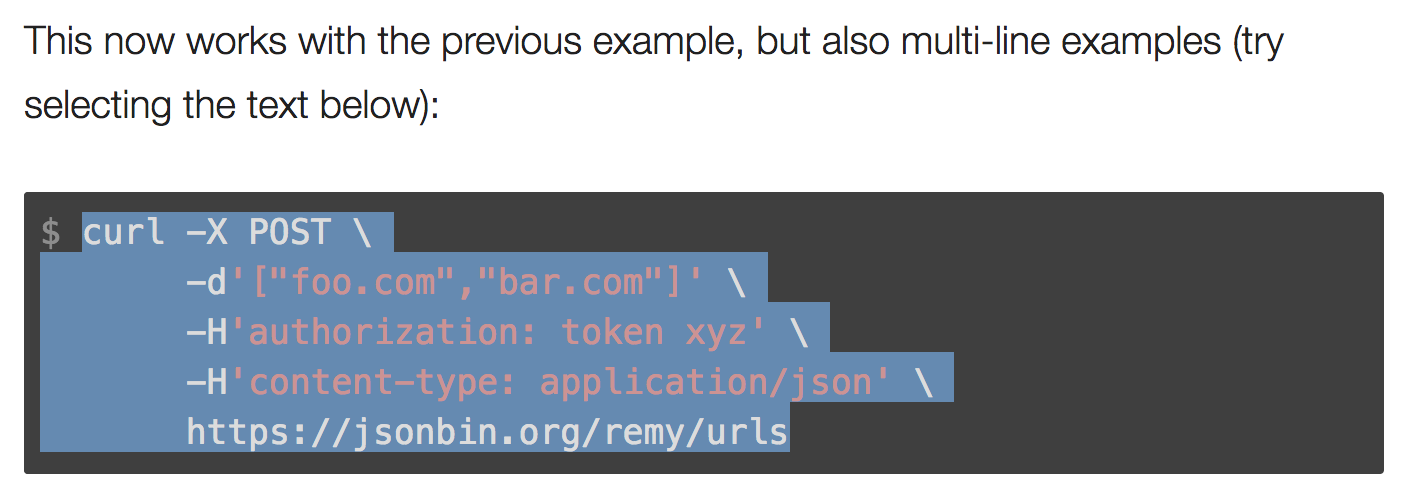 This now works with the previous example, but also multi-line examples (try
selecting the text below):
$ curl -X POST \
-d'["foo.com","bar.com"]' \
-H'authorization: token xyz' \
-H'content-type: application/json' \
https://jsonbin.org/remy/urls